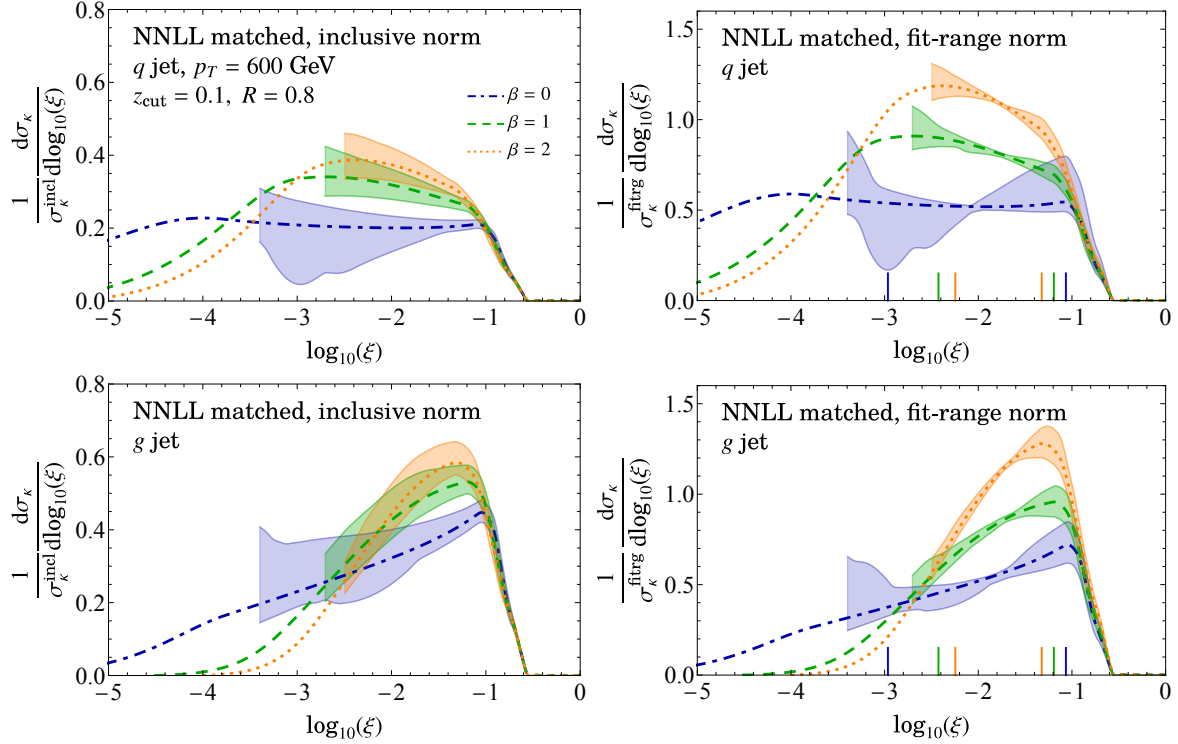 NNLL matched, inclusive norm
q jet, p_T = 600 GeV
z_cut = 0.1, R = 0.8
β = 0
β = 1
β = 2
1/σ_κ^incl dσ_κ/dlog₁₀(ξ)
0.8
0.6
0.4
0.2
0.0
−5 −4 −3 −2 −1 0
log₁₀(ξ)
NNLL matched, fit-range norm
q jet
1/σ_κ^fitrg dσ_κ/dlog₁₀(ξ)
1.5
1.0
0.5
0.0
−5 −4 −3 −2 −1 0
log₁₀(ξ)
NNLL matched, inclusive norm
g jet
1/σ_κ^incl dσ_κ/dlog₁₀(ξ)
0.8
0.6
0.4
0.2
0.0
−5 −4 −3 −2 −1 0
log₁₀(ξ)
NNLL matched, fit-range norm
g jet
1/σ_κ^fitrg dσ_κ/dlog₁₀(ξ)
1.5
1.0
0.5
0.0
−5 −4 −3 −2 −1 0
log₁₀(ξ)